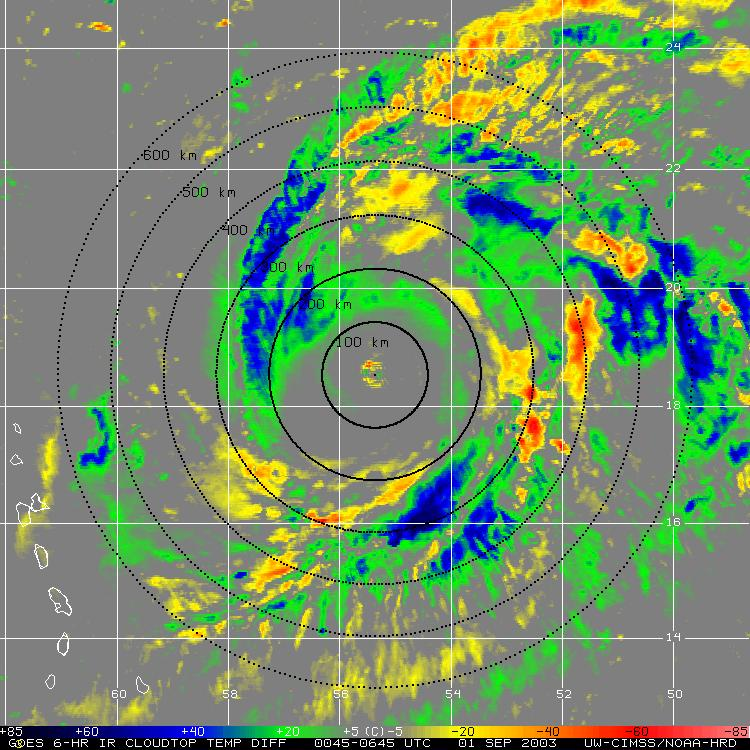 24
600 km
22
500 km
400 km
300 km
20
200 km
100 km
18
16
14
60 58 56 54 52 50
+85 +60 +40 +20 +5 (C) -5 -20 -40 -60 -85
GOES 6-HR IR CLOUDTOP TEMP DIFF 0045-0645 UTC 01 SEP 2003 UW-CIMSS/NOAA-HRD